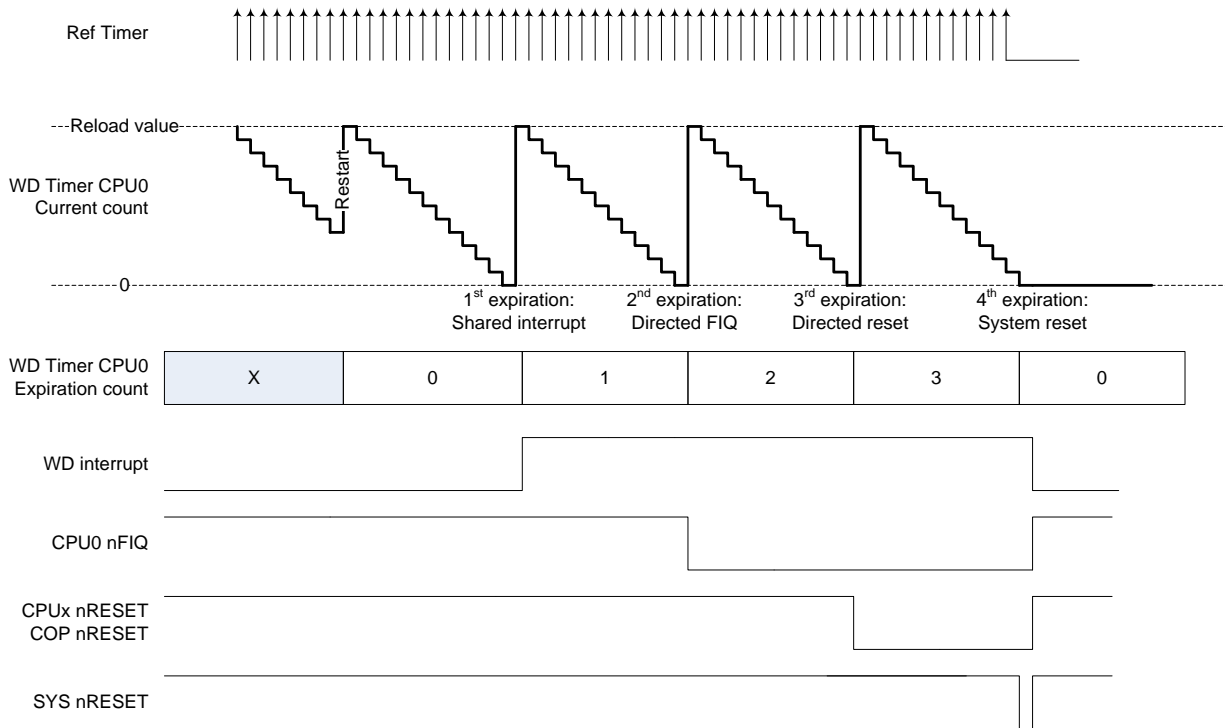 Ref Timer
Reload value
WD Timer CPU0
Current count
Restart
0
1st expiration:
Shared interrupt
2nd expiration:
Directed FIQ
3rd expiration:
Directed reset
4th expiration:
System reset
WD Timer CPU0
Expiration count
X
0
1
2
3
0
WD interrupt
CPU0 nFIQ
CPUx nRESET
COP nRESET
SYS nRESET